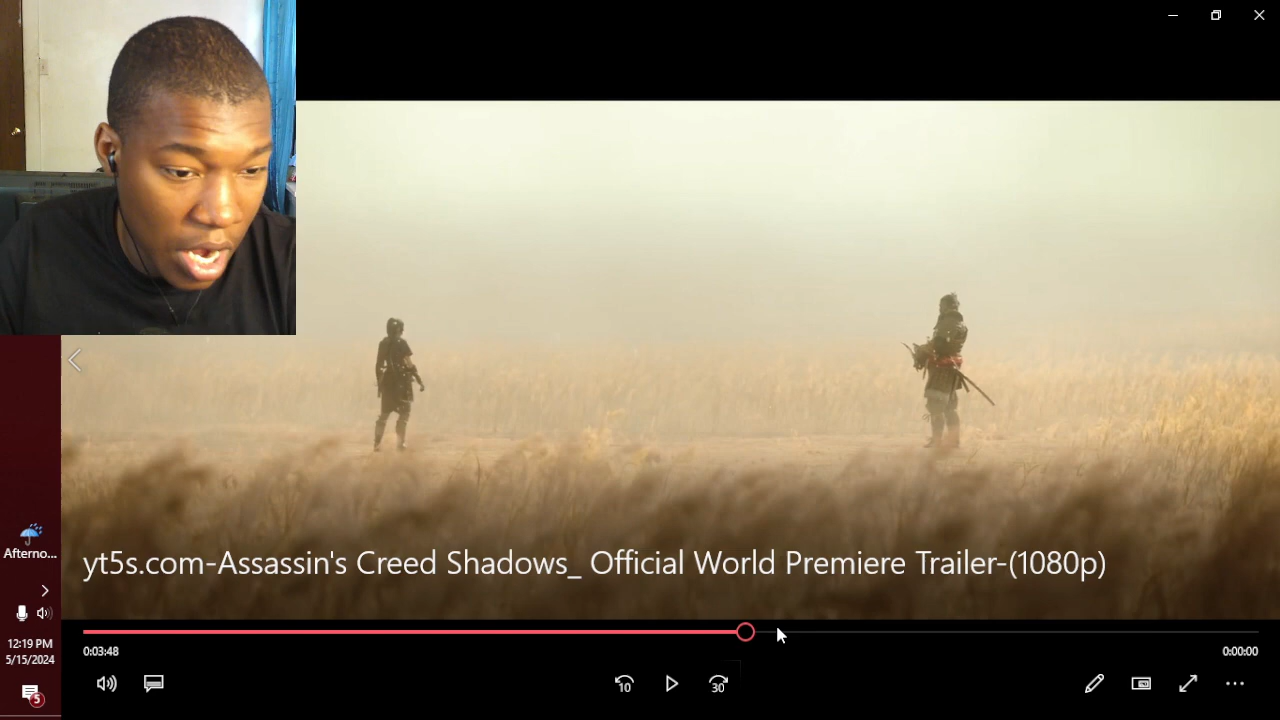 Afterno...
12:19 PM
5/15/2024
5
yt5s.com-Assassin's Creed Shadows_ Official World Premiere Trailer-(1080p)
0:03:48
0:00:00
10
30